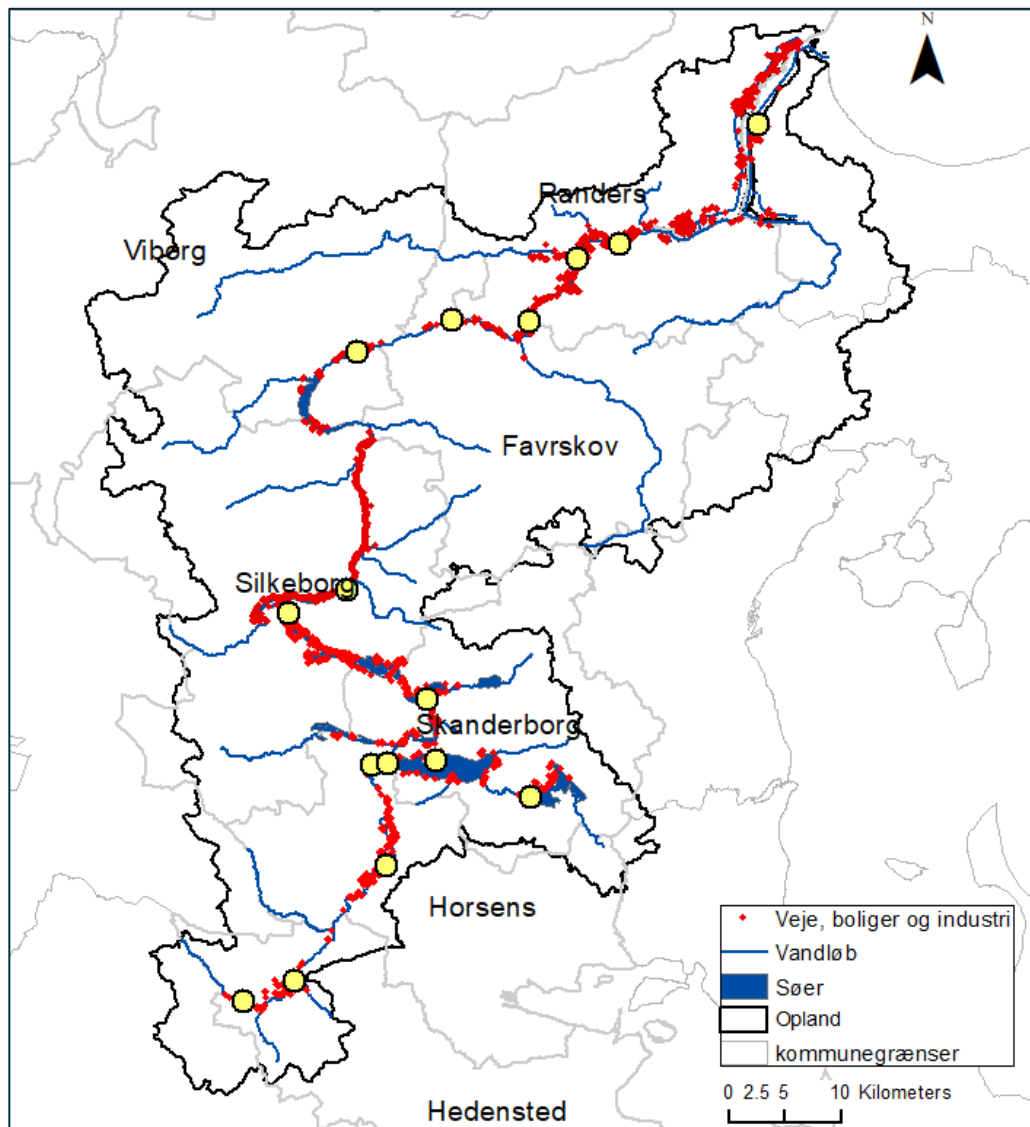 N
Randers
Viborg
Favrskov
Silkeborg
Skanderborg
Horsens
Hedensted
Veje, boliger og industri
Vandløb
Søer
Opland
kommunegrænser
0 2.5 5 10 Kilometers